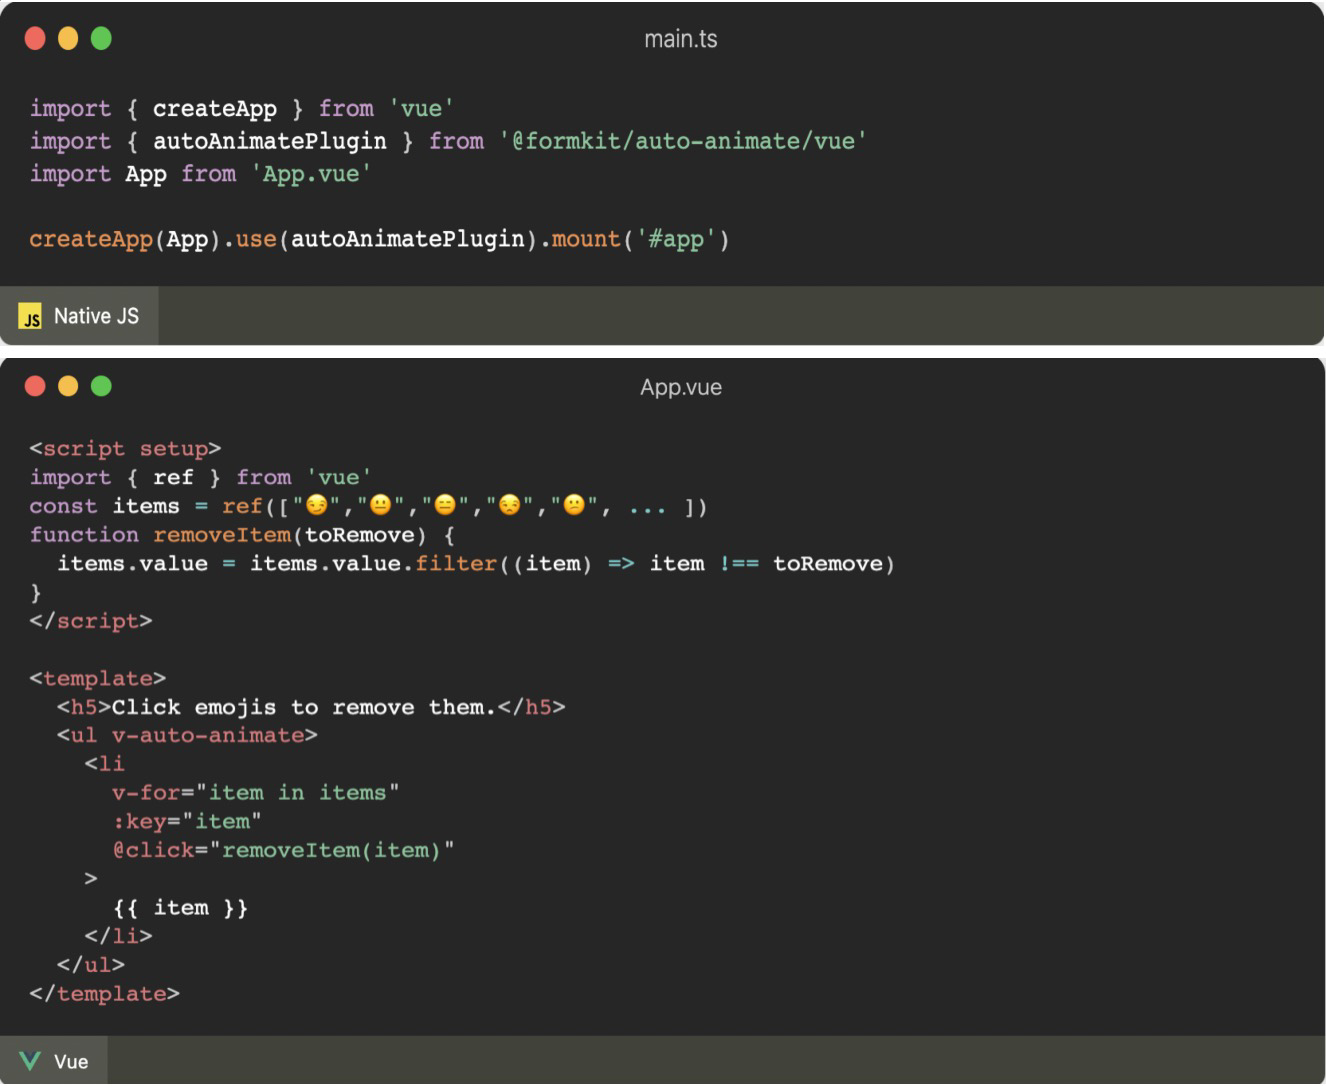 main.ts
import { createApp } from 'vue'
import { autoAnimatePlugin } from '@formkit/auto-animate/vue'
import App from 'App.vue'
createApp(App).use(autoAnimatePlugin).mount('#app')
JS Native JS
App.vue
<script setup>
import { ref } from 'vue'
const items = ref(["😏","😐","😑","😒","😕", ... ])
function removeItem(toRemove) {
  items.value = items.value.filter((item) => item !== toRemove)
}
</script>
<template>
  <h5>Click emojis to remove them.</h5>
  <ul v-auto-animate>
    <li
      v-for="item in items"
      :key="item"
      @click="removeItem(item)"
    >
      {{ item }}
    </li>
  </ul>
</template>
Vue